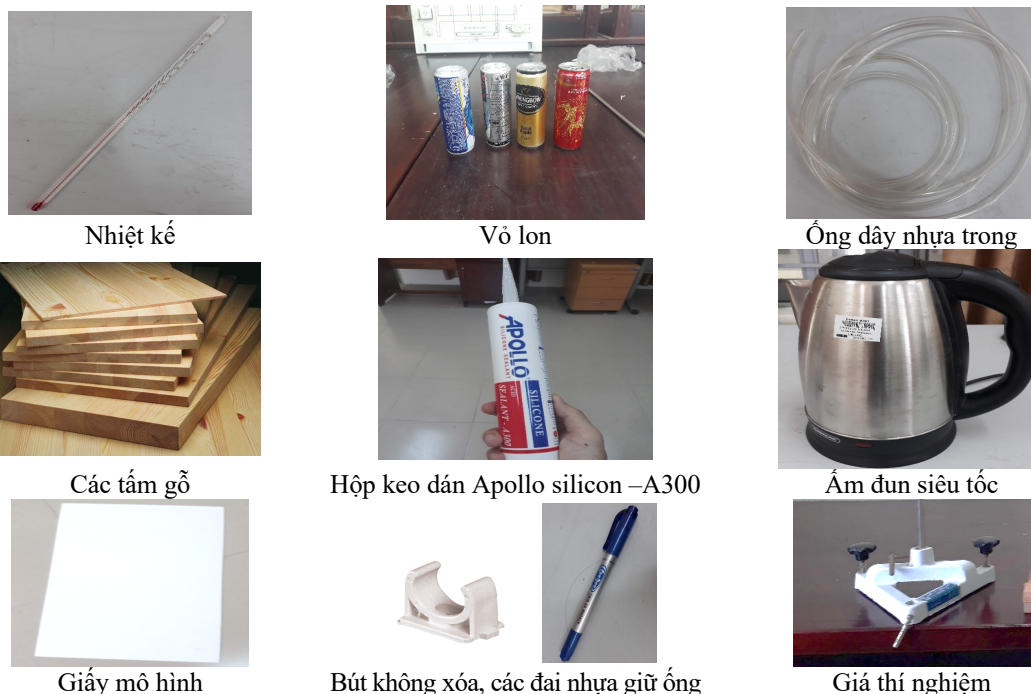 Nhiệt kế
Vỏ lon
Ống dây nhựa trong
APOLLO
SILICONE SEALANT
SILICONE
SEALANT - A300
Các tấm gỗ
Hộp keo dán Apollo silicon –A300
Ấm đun siêu tốc
Giấy mô hình
Bút không xóa, các đai nhựa giữ ống
Giá thí nghiệm